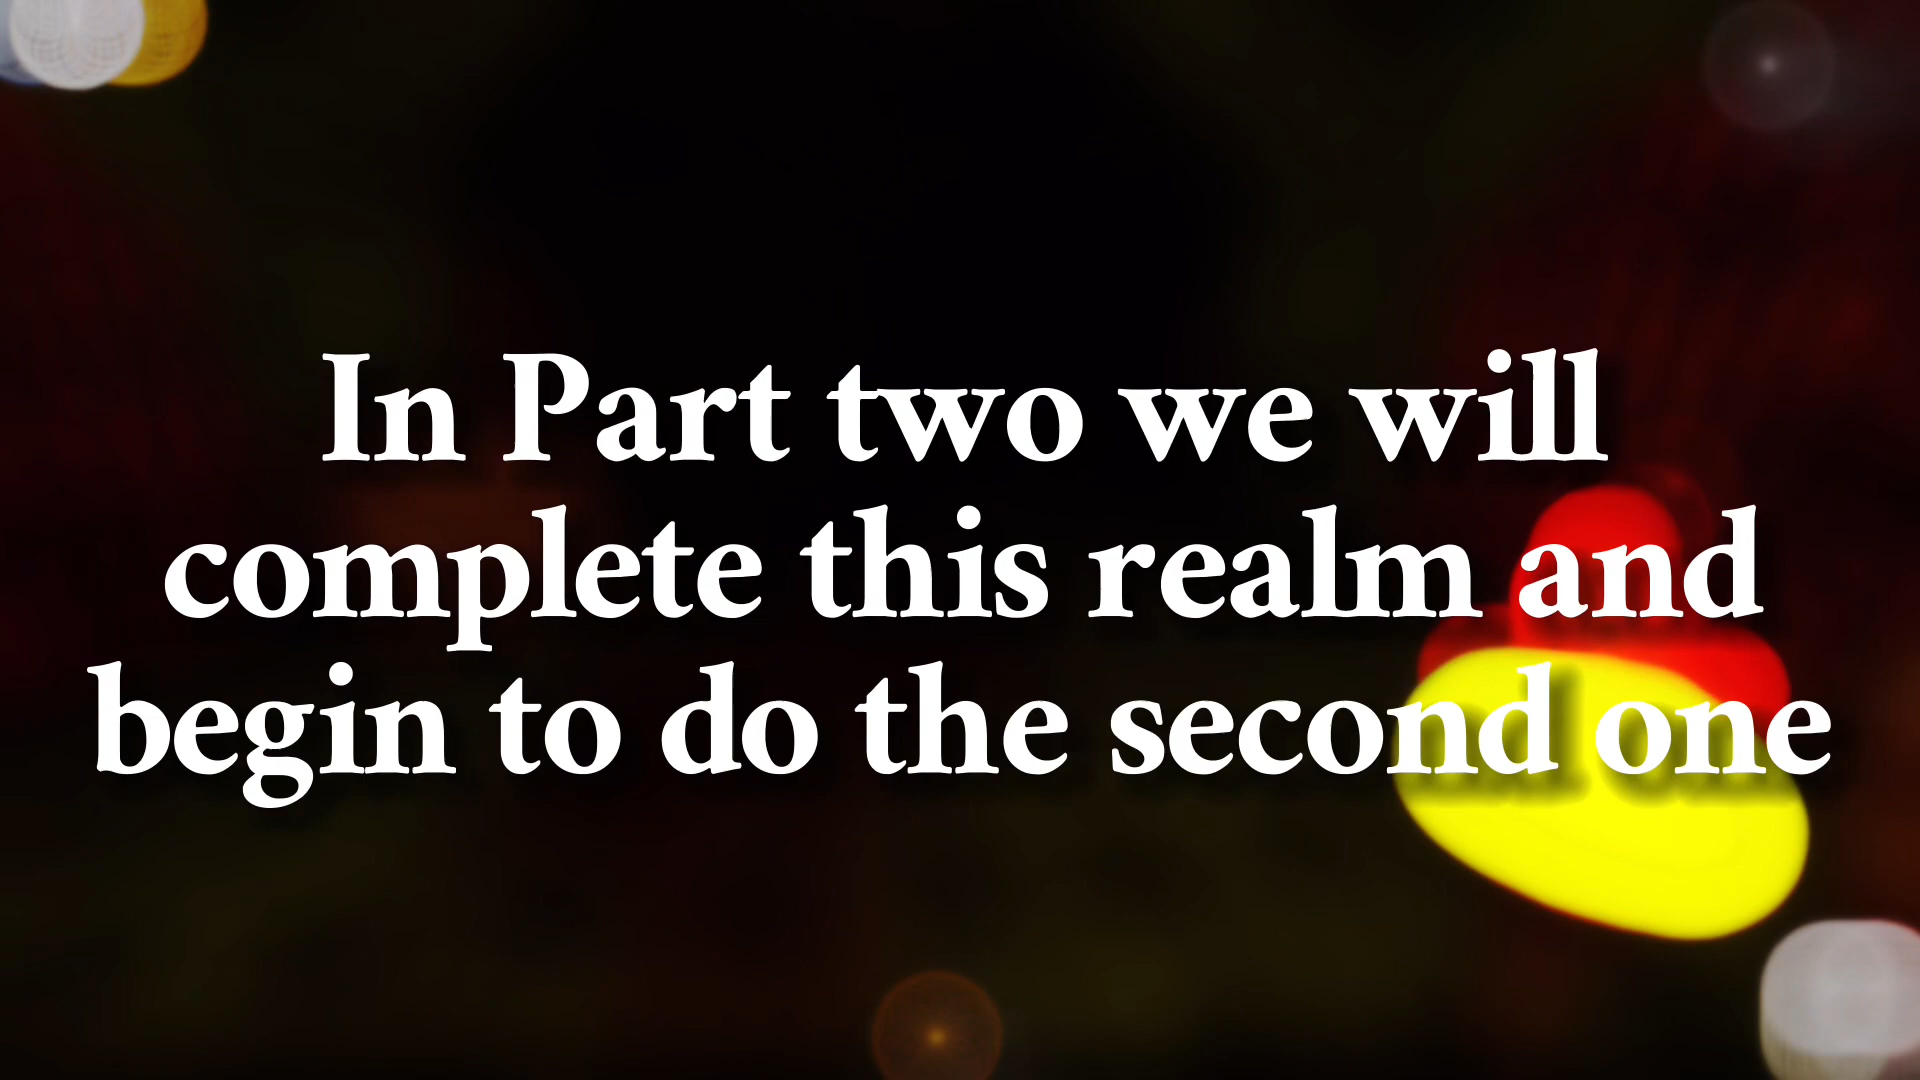 In Part two we will
complete this realm and
begin to do the second one